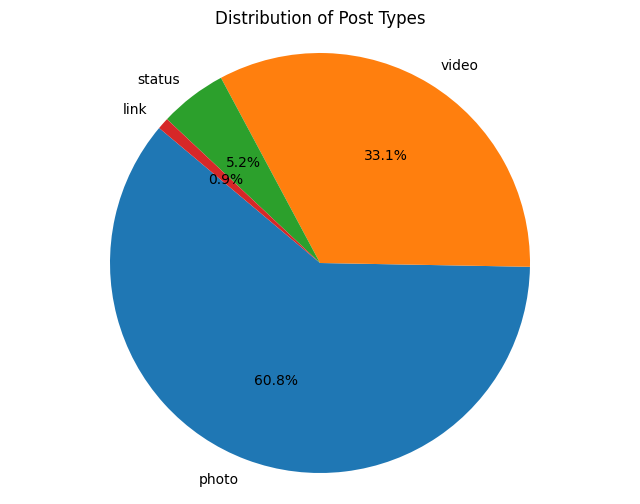 Distribution of Post Types
video
status
link
33.1%
5.2%
0.9%
60.8%
photo